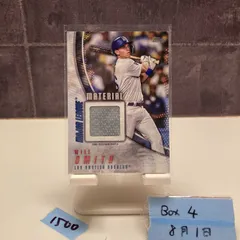 MAJOR LEAGUE
MATERIAL
WILL
SMITH
LOS ANGELES DODGERS
1500
Box 4
8月1日